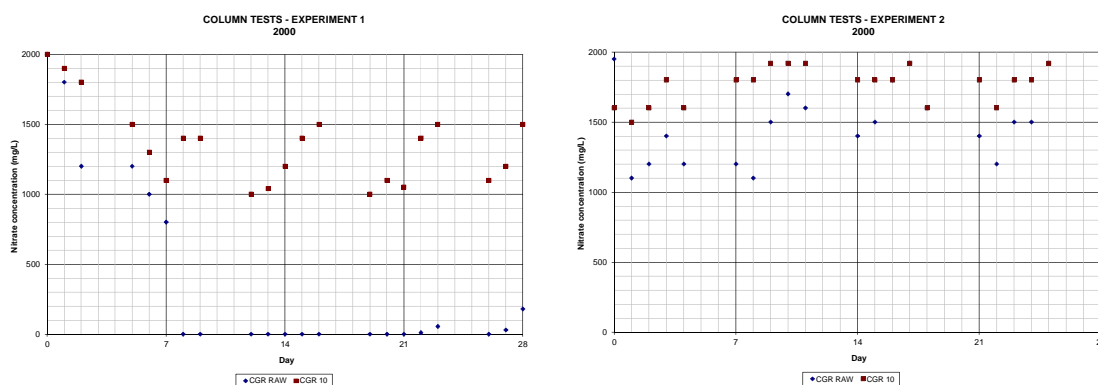 COLUMN TESTS - EXPERIMENT 1
2000
Nitrate concentration (mg/L)
2000
1500
1000
500
0
0 7 14 21 28
Day
CGR RAW CGR 10
COLUMN TESTS - EXPERIMENT 2
2000
Nitrate concentration (mg/L)
2000
1500
1000
500
0
0 7 14 21
Day
CGR RAW CGR 10